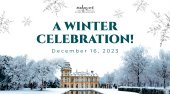 A WINTER
CELEBRATION!
December 16, 2023